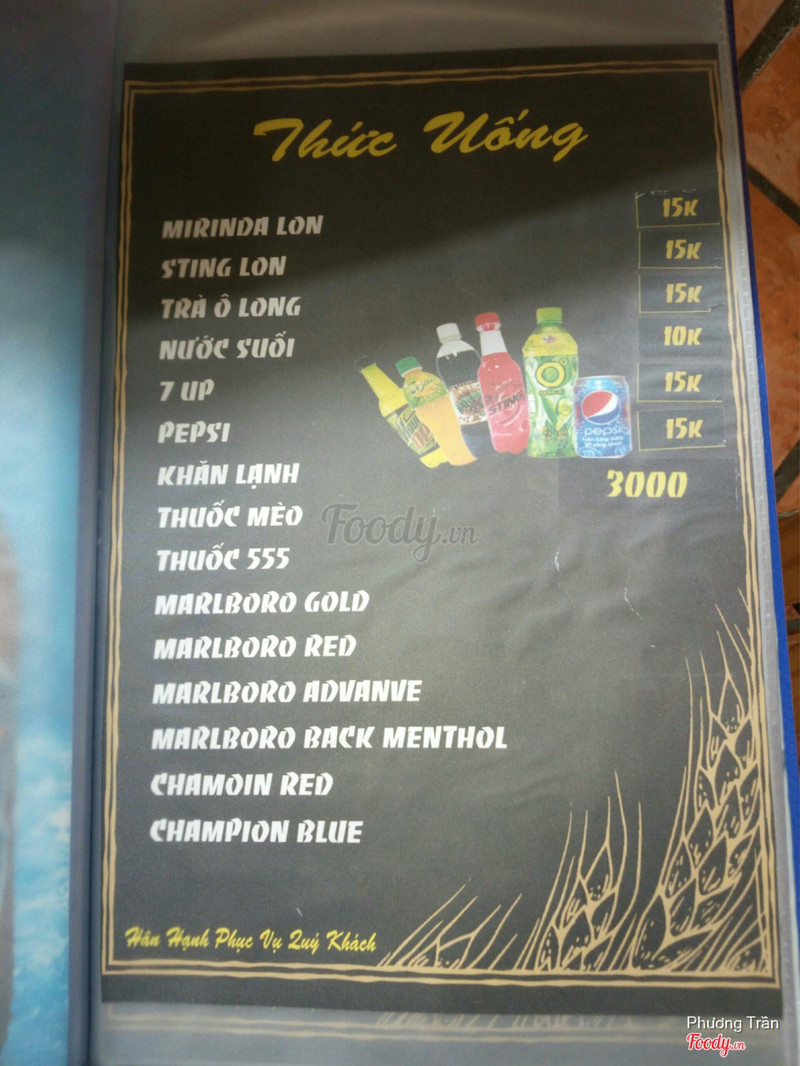 Thức Uống
MIRINDA LON 15K
STING LON 15K
TRÀ Ô LONG 15K
NƯỚC SUỐI 10K
7 UP 15K
PEPSI 15K
KHĂN LẠNH 3000
THUỐC MÈO
THUỐC 555
MARLBORO GOLD
MARLBORO RED
MARLBORO ADVANVE
MARLBORO BACK MENTHOL
CHAMOIN RED
CHAMPION BLUE
STING
pepsi
Foody.vn
Hân Hạnh Phục Vụ Quý Khách
Phương Trần
Foody.vn